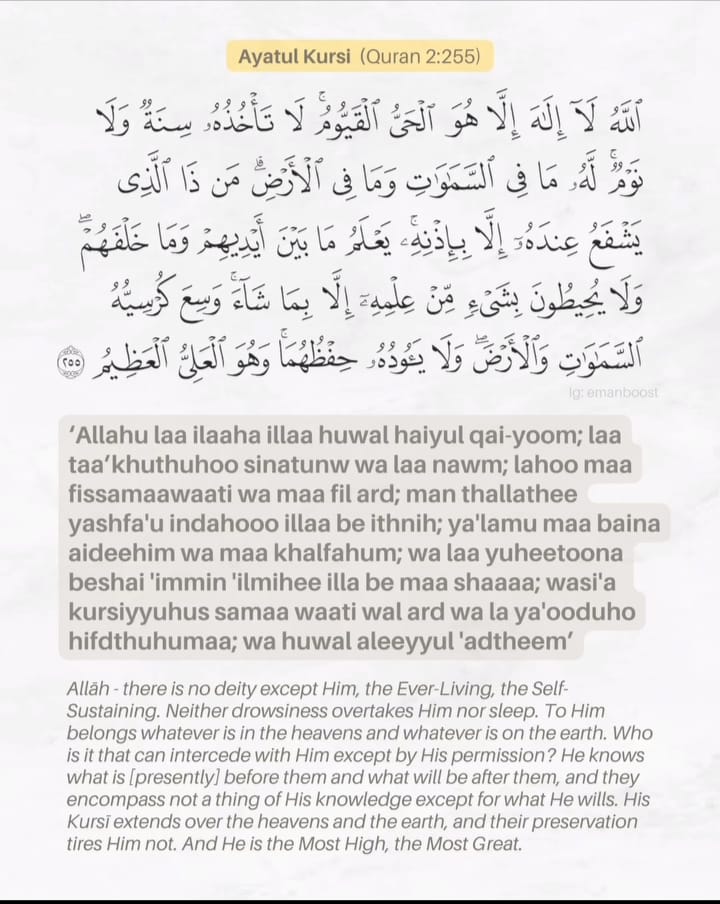 Ayatul Kursi (Quran 2:255)
ٱللَّهُ لَآ إِلَٰهَ إِلَّا هُوَ ٱلْحَىُّ ٱلْقَيُّومُ ۚ لَا تَأْخُذُهُۥ سِنَةٌ وَلَا
نَوْمٌ ۚ لَّهُۥ مَا فِى ٱلسَّمَٰوَٰتِ وَمَا فِى ٱلْأَرْضِ ۗ مَن ذَا ٱلَّذِى
يَشْفَعُ عِندَهُۥٓ إِلَّا بِإِذْنِهِۦ ۚ يَعْلَمُ مَا بَيْنَ أَيْدِيهِمْ وَمَا خَلْفَهُمْ ۖ
وَلَا يُحِيطُونَ بِشَىْءٍ مِّنْ عِلْمِهِۦٓ إِلَّا بِمَا شَآءَ ۚ وَسِعَ كُرْسِيُّهُ
ٱلسَّمَٰوَٰتِ وَٱلْأَرْضَ ۖ وَلَا يَـُٔودُهُۥ حِفْظُهُمَا ۚ وَهُوَ ٱلْعَلِىُّ ٱلْعَظِيمُ ٢٥٥
Ig: emanboost
‘Allahu laa ilaaha illaa huwal haiyul qai-yoom; laa
taa‘khuthuhoo sinatunw wa laa nawm; lahoo maa
fissamaawaati wa maa fil ard; man thallathee
yashfa'u indahooo illaa be ithnih; ya'lamu maa baina
aideehim wa maa khalfahum; wa laa yuheetoona
beshai 'immin 'ilmihee illa be maa shaaaa; wasi'a
kursiyyuhus samaa waati wal ard wa la ya'ooduho
hifdthuhumaa; wa huwal aleeyyul 'adtheem‘
Allāh - there is no deity except Him, the Ever-Living, the Self-
Sustaining. Neither drowsiness overtakes Him nor sleep. To Him
belongs whatever is in the heavens and whatever is on the earth. Who
is it that can intercede with Him except by His permission? He knows
what is [presently] before them and what will be after them, and they
encompass not a thing of His knowledge except for what He wills. His
Kursī extends over the heavens and the earth, and their preservation
tires Him not. And He is the Most High, the Most Great.